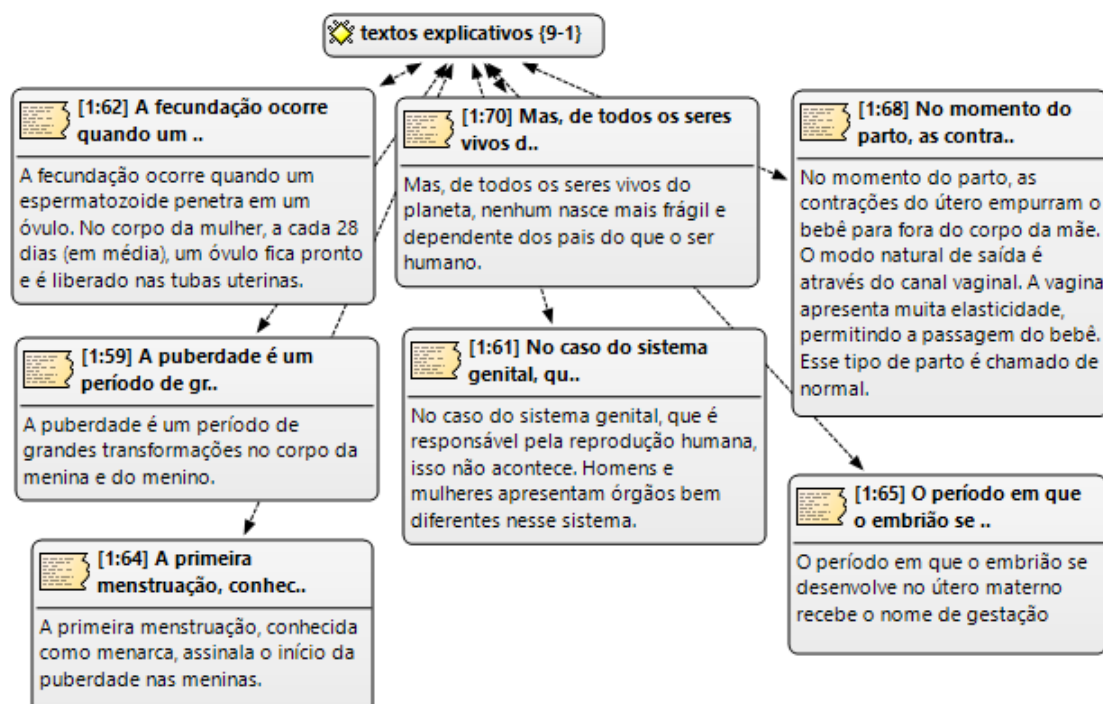 textos explicativos {9-1}
[1:62] A fecundação ocorre
quando um ..
A fecundação ocorre quando um
espermatozoide penetra em um
óvulo. No corpo da mulher, a cada 28
dias (em média), um óvulo fica pronto
e é liberado nas tubas uterinas.
[1:70] Mas, de todos os seres
vivos d..
Mas, de todos os seres vivos do
planeta, nenhum nasce mais frágil e
dependente dos pais do que o ser
humano.
[1:68] No momento do
parto, as contra..
No momento do parto, as
contrações do útero empurram o
bebê para fora do corpo da mãe.
O modo natural de saída é
através do canal vaginal. A vagina
apresenta muita elasticidade,
permitindo a passagem do bebê.
Esse tipo de parto é chamado de
normal.
[1:59] A puberdade é um
período de gr..
A puberdade é um período de
grandes transformações no corpo da
menina e do menino.
[1:61] No caso do sistema
genital, qu..
No caso do sistema genital, que é
responsável pela reprodução humana,
isso não acontece. Homens e
mulheres apresentam órgãos bem
diferentes nesse sistema.
[1:65] O período em que
o embrião se ..
O período em que o embrião se
desenvolve no útero materno
recebe o nome de gestação
[1:64] A primeira
menstruação, conhec..
A primeira menstruação, conhecida
como menarca, assinala o início da
puberdade nas meninas.